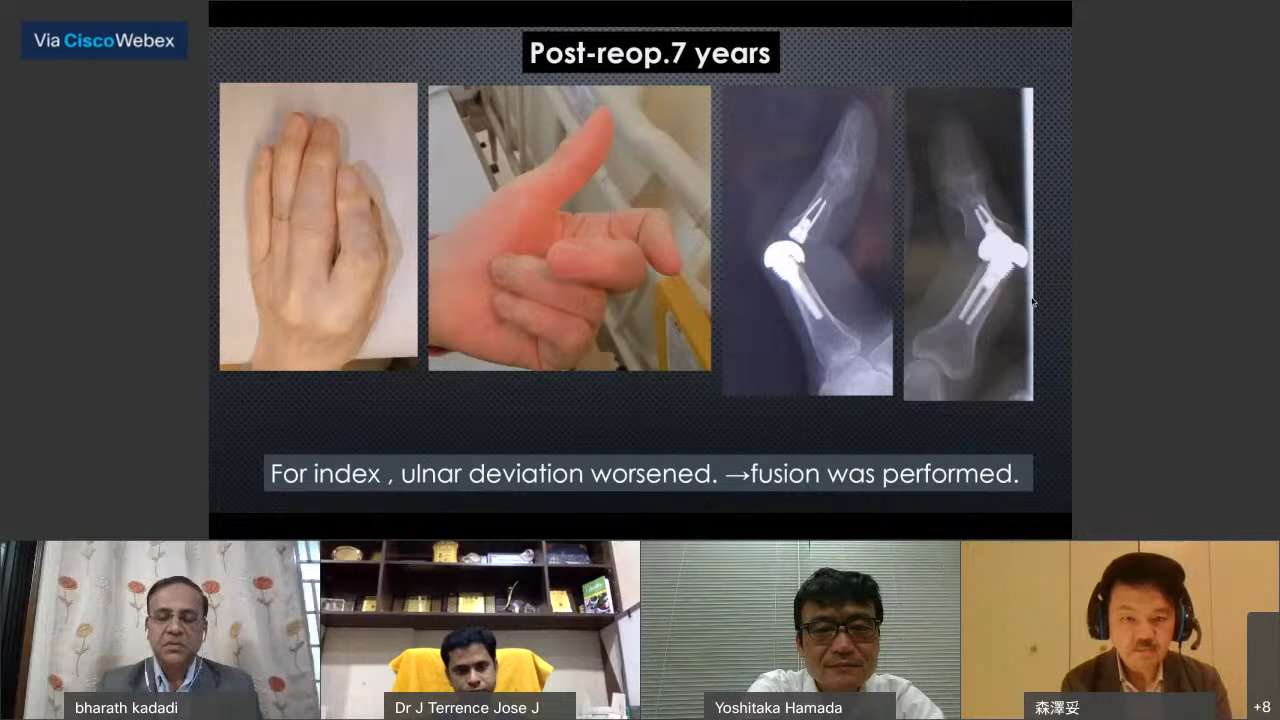 Via CiscoWebex
Post-reop.7 years
For index , ulnar deviation worsened. →fusion was performed.
bharath kadadi
Dr J Terrence Jose J
Yoshitaka Hamada
森澤妥
+8